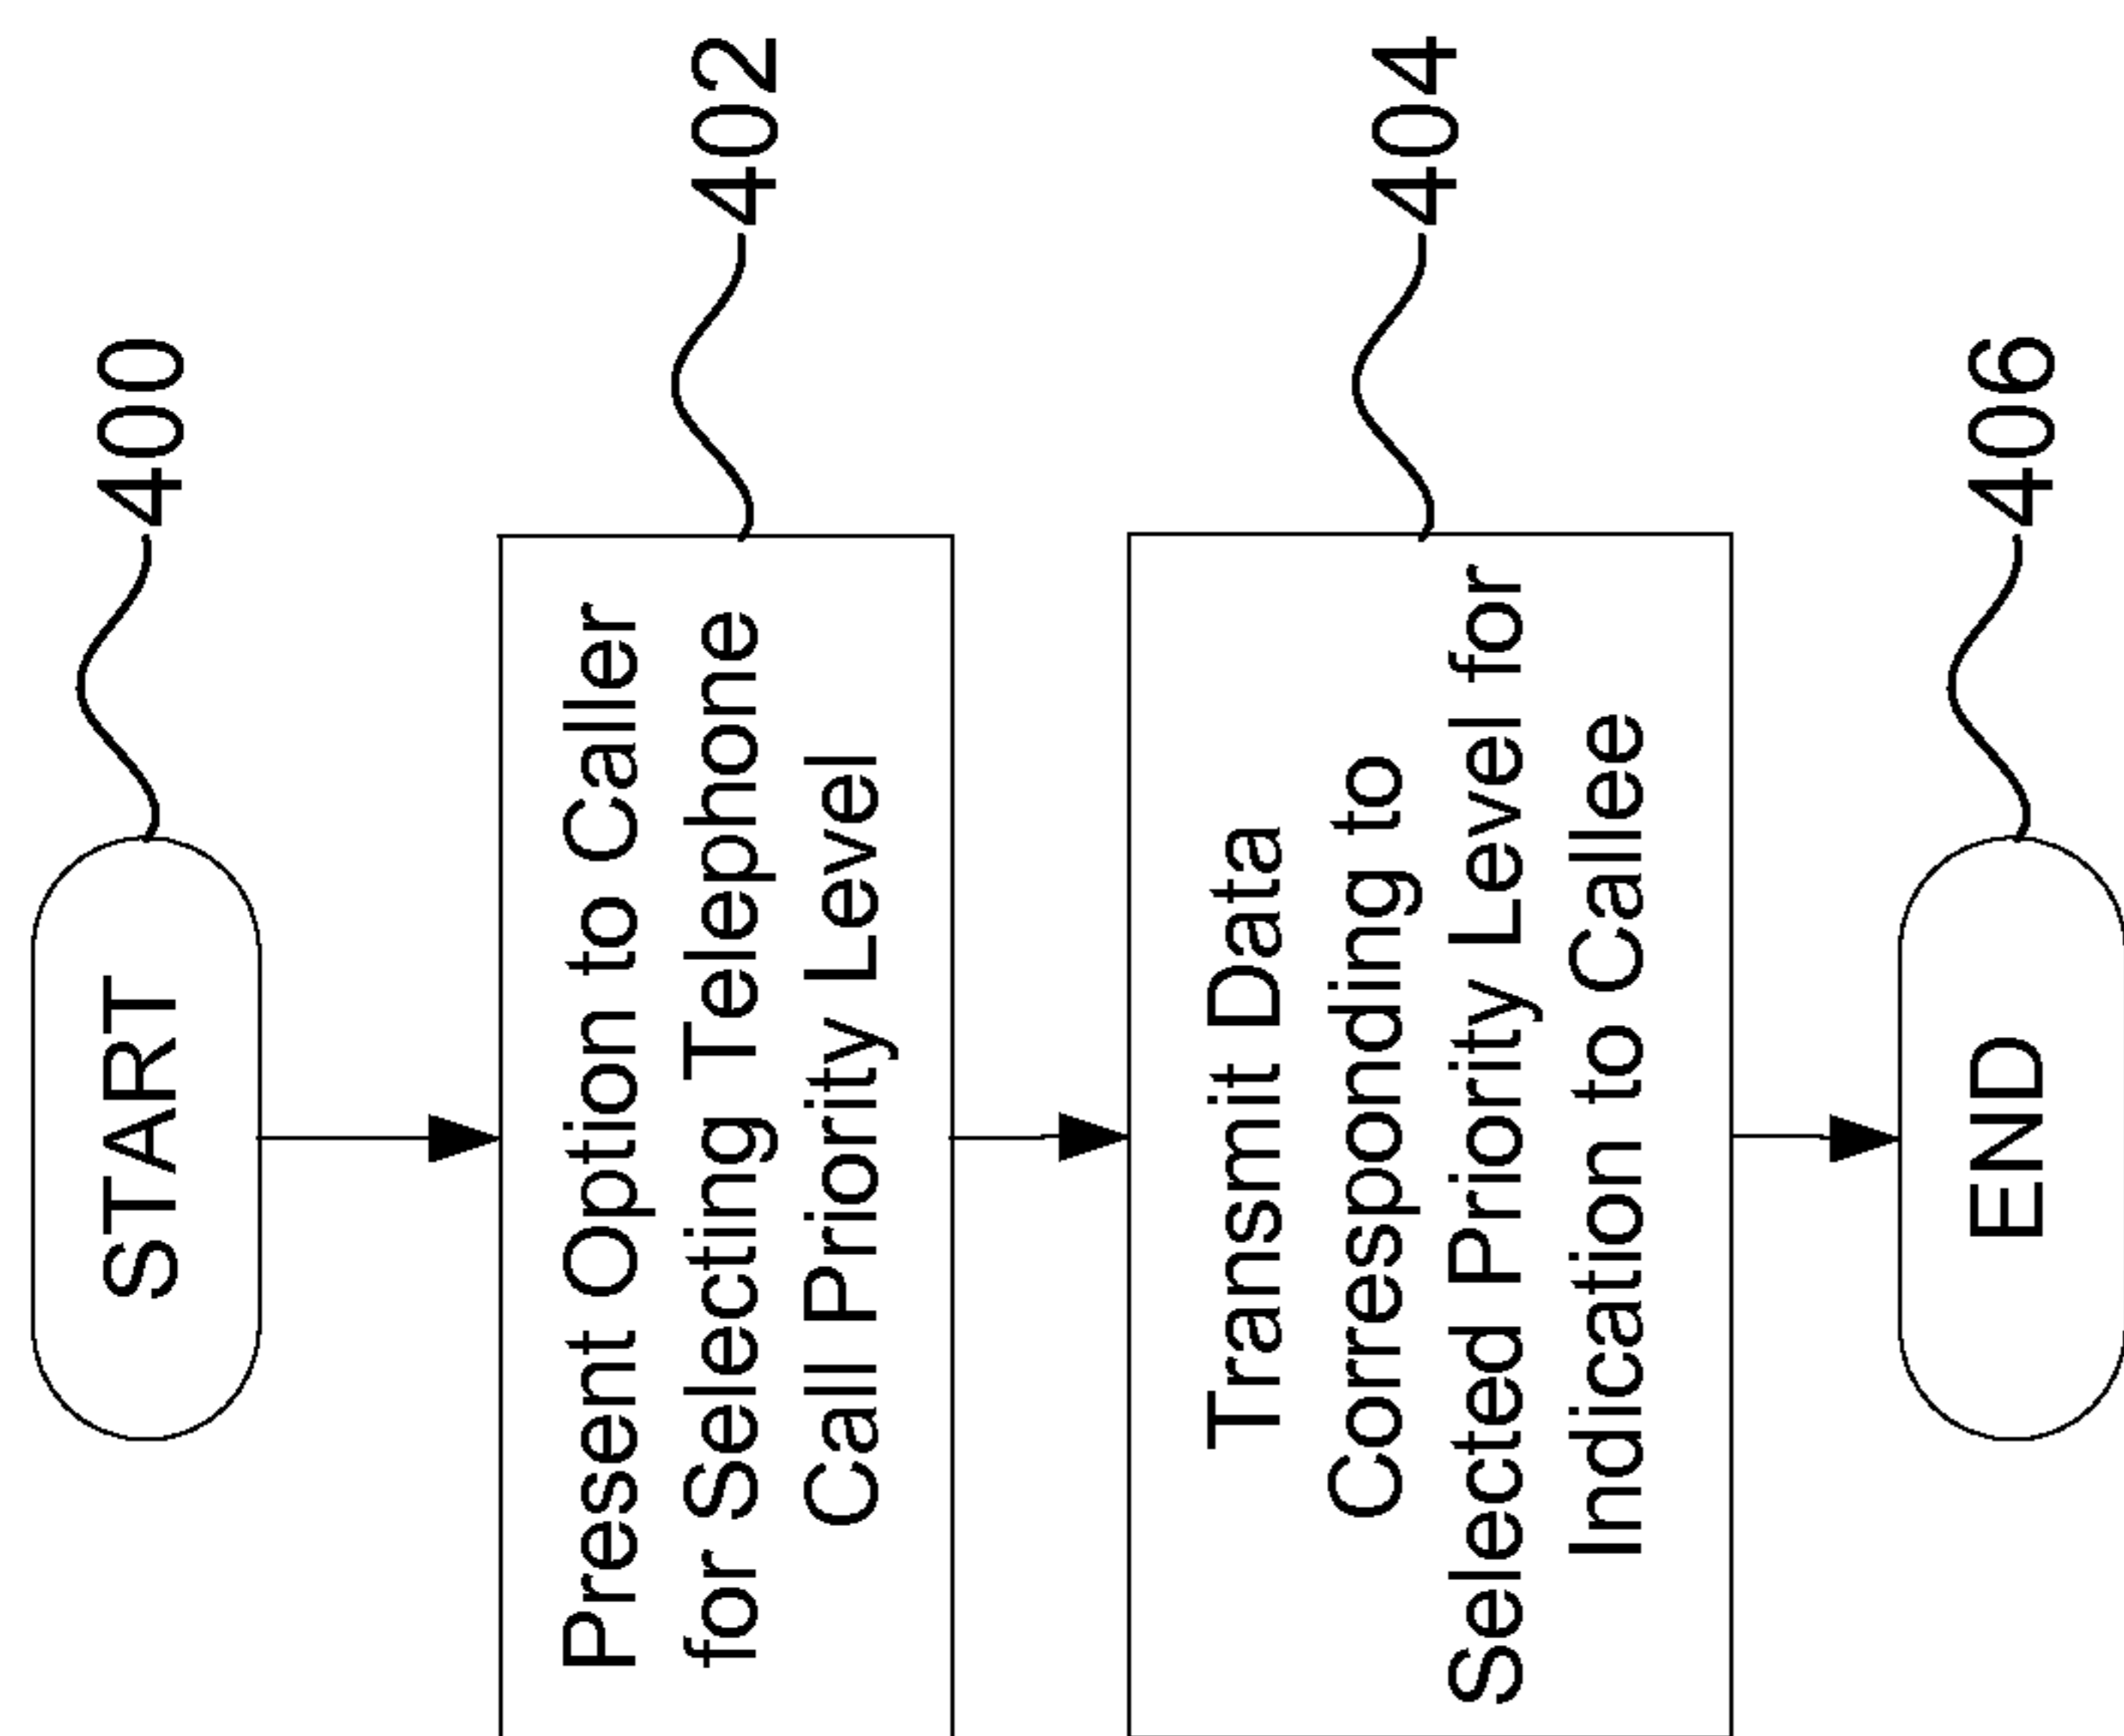 START
400
Present Option to Caller
for Selecting Telephone
Call Priority Level
402
Transmit Data
Corresponding to
Selected Priority Level for
Indication to Callee
404
END
406